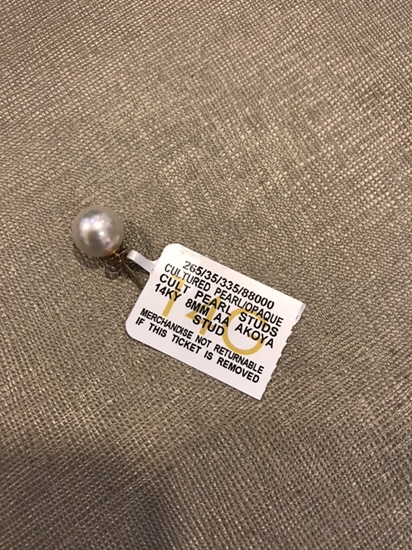 265/35/335/88000
CULTURED PEARL/OPAQUE
CULT PEARL STUDS
14KY 8MM AA AKOYA
STUD
MERCHANDISE NOT RETURNABLE
IF THIS TICKET IS REMOVED
140